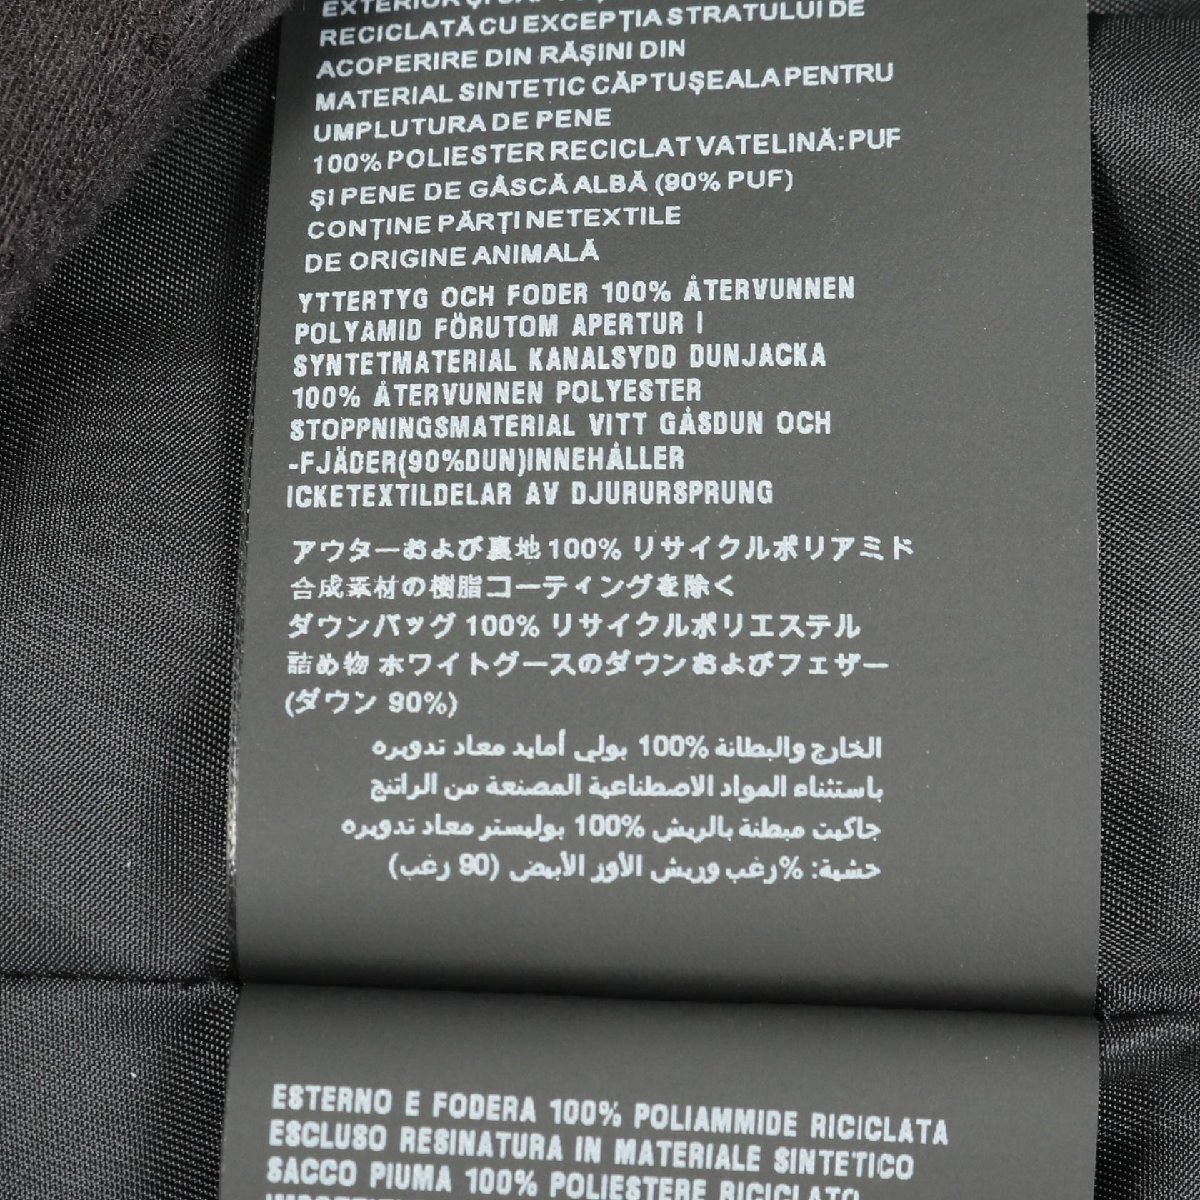 EXTERIOR ȘI
RECICLATĂ CU EXCEPȚIA STRATULUI DE
ACOPERIRE DIN RĂȘINI DIN
MATERIAL SINTETIC CĂPTUȘEALA PENTRU
UMPLUTURA DE PENE
100% POLIESTER RECICLAT VATELINĂ: PUF
ȘI PENE DE GÂSCĂ ALBĂ (90% PUF)
CONȚINE PĂRȚI NETEXTILE
DE ORIGINE ANIMALĂ
YTTERTYG OCH FODER 100% ÅTERVUNNEN
POLYAMID FÖRUTOM APERTUR I
SYNTETMATERIAL KANALSYDD DUNJACKA
100% ÅTERVUNNEN POLYESTER
STOPPNINGSMATERIAL VITT GÅSDUN OCH
-FJÄDER(90%DUN)INNEHÅLLER
ICKETEXTILDELAR AV DJURURSPRUNG
アウターおよび裏地100% リサイクルポリアミド
合成素材の樹脂コーティングを除く
ダウンバッグ 100% リサイクルポリエステル
詰め物 ホワイトグースのダウンおよびフェザー
(ダウン 90%)
الخارج والبطانة 100% بولي أمايد معاد تدويره
باستثناء المواد الاصطناعية المصنعة من الراتنج
جاكيت مبطنة بالريش 100% بوليستر معاد تدويره
حشية: %رغب وريش الأور الأبيض (90 رغب)
ESTERNO E FODERA 100% POLIAMMIDE RICICLATA
ESCLUSO RESINATURA IN MATERIALE SINTETICO
SACCO PIUMA 100% POLIESTERE RICICLATO